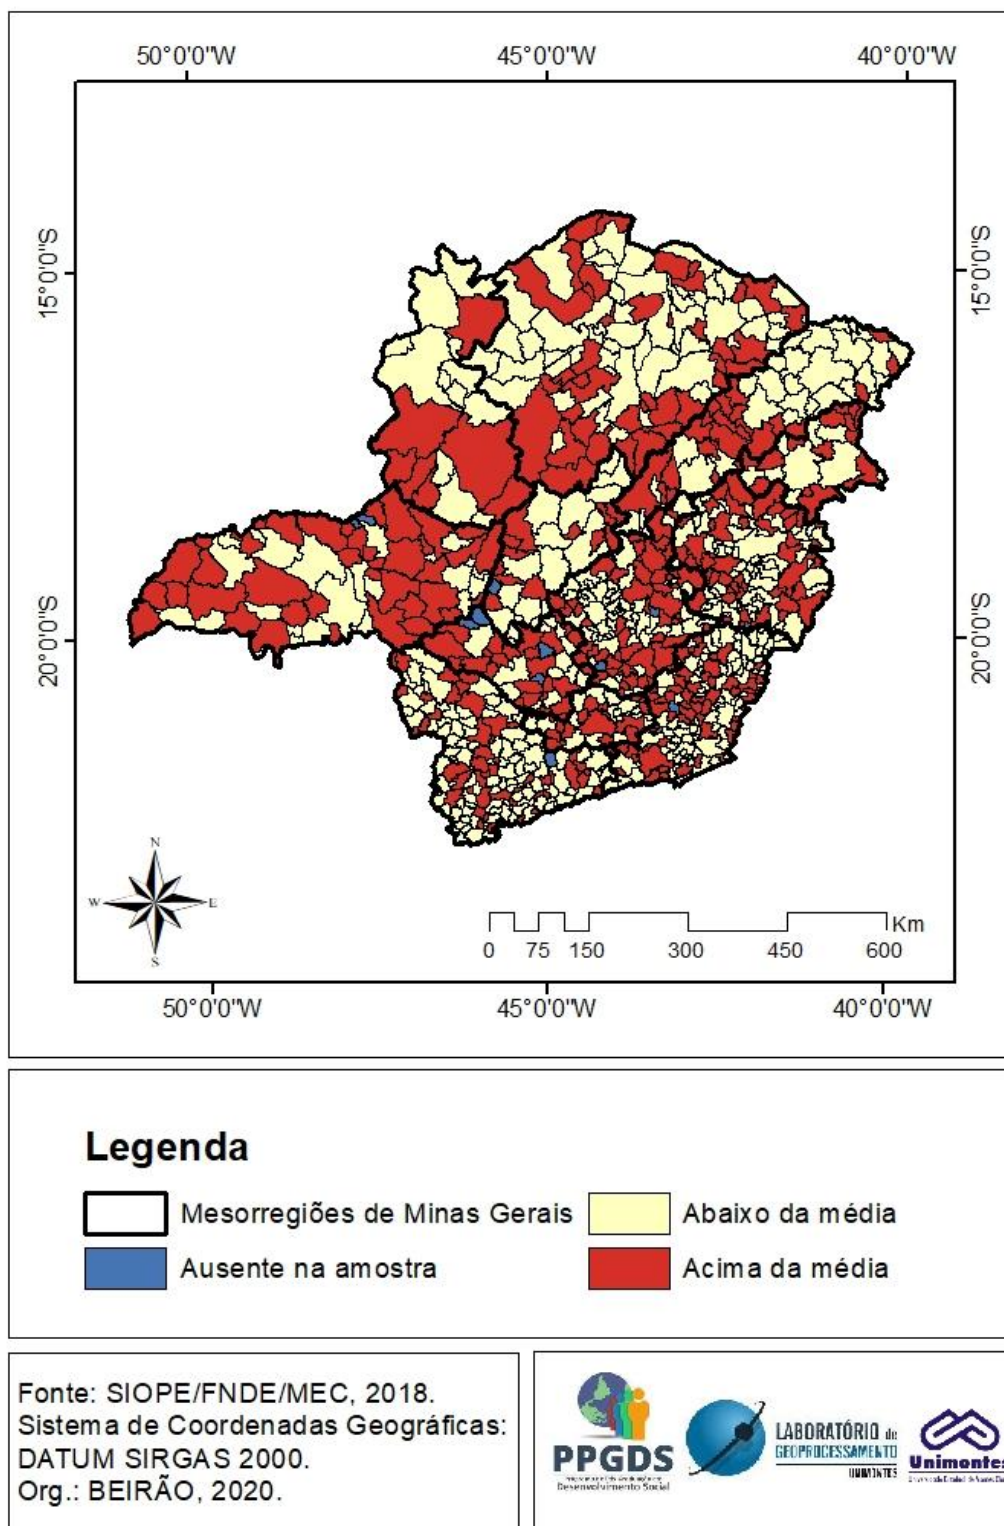 50°0'0"W 45°0'0"W 40°0'0"W
15°0'0"S
15°0'0"S
20°0'0"S
20°0'0"S
N
W E
S
Km
0 75 150 300 450 600
50°0'0"W 45°0'0"W 40°0'0"W
Legenda
Mesorregiões de Minas Gerais
Abaixo da média
Ausente na amostra
Acima da média
Fonte: SIOPE/FNDE/MEC, 2018.
Sistema de Coordenadas Geográficas:
DATUM SIRGAS 2000.
Org.: BEIRÃO, 2020.
PPGDS
Desenvolvimento Social
LABORATÓRIO de
GEOPROCESSAMENTO
UNIMONTES
Unimontes